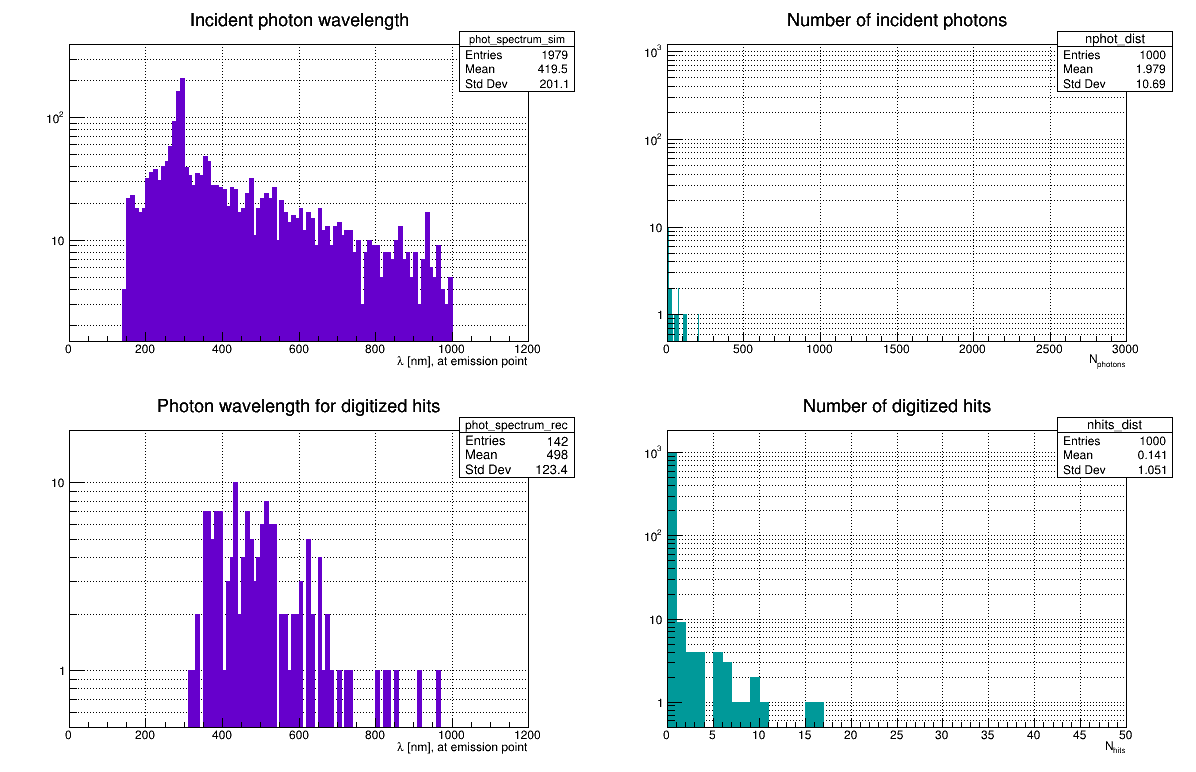 Incident photon wavelength
phot_spectrum_sim
Entries 1979
Mean 419.5
Std Dev 201.1
10²
10
0 200 400 600 800 1000 1200
λ [nm], at emission point
Number of incident photons
nphot_dist
Entries 1000
Mean 1.979
Std Dev 10.69
10³
10²
10
1
0 500 1000 1500 2000 2500 3000
Nphotons
Photon wavelength for digitized hits
phot_spectrum_rec
Entries 142
Mean 498
Std Dev 123.4
10
1
0 200 400 600 800 1000 1200
λ [nm], at emission point
Number of digitized hits
nhits_dist
Entries 1000
Mean 0.141
Std Dev 1.051
10³
10²
10
1
0 5 10 15 20 25 30 35 40 45 50
Nhits